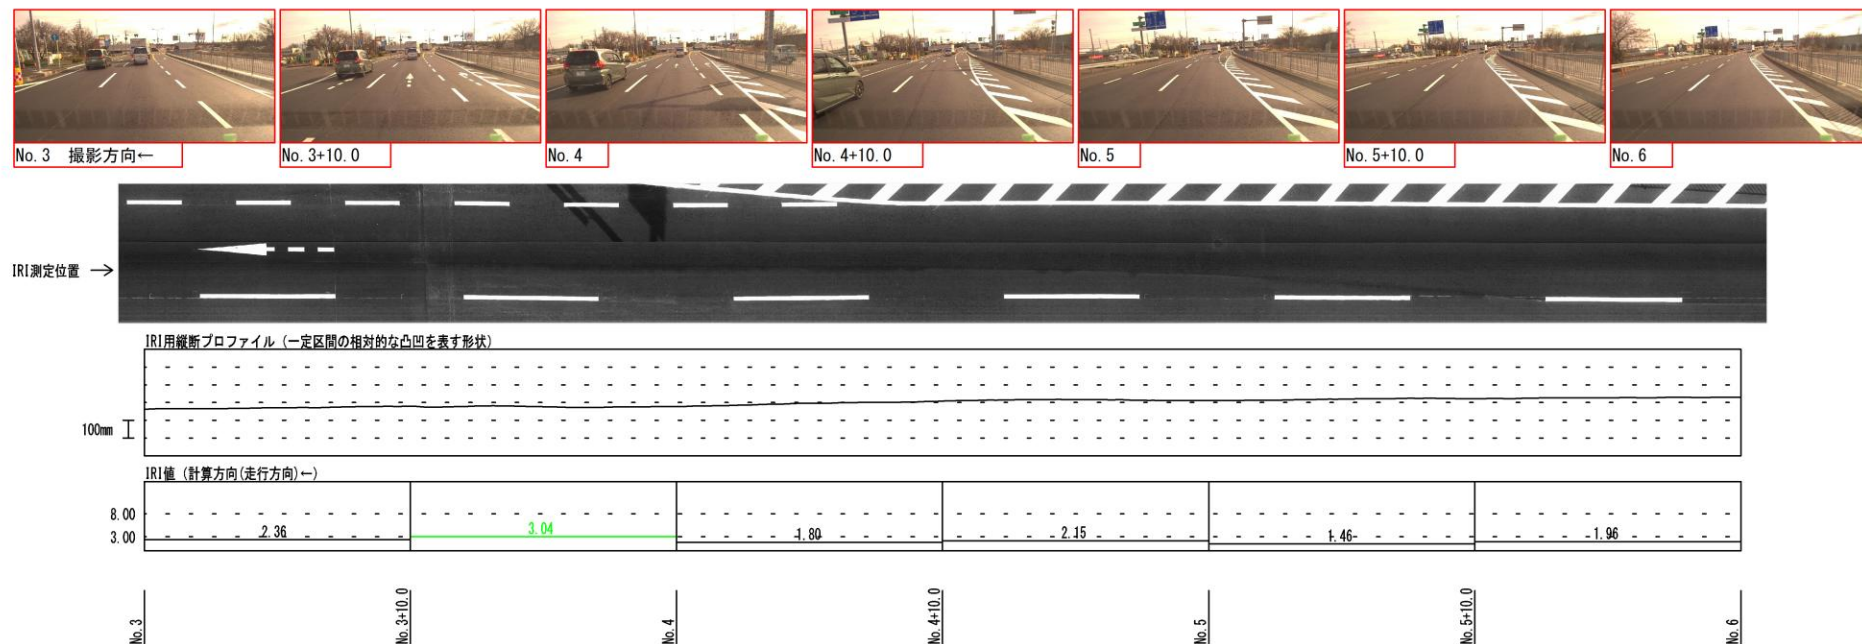 No.3 撮影方向←
No.3+10.0
No.4
No.4+10.0
No.5
No.5+10.0
No.6
IRI測定位置 →
IRI用縦断プロファイル (一定区間の相対的な凸凹を表す形状)
100mm
IRI値 (計算方向(走行方向)←)
8.00
3.00
2.36
3.04
1.80
2.15
1.46
1.96
No.3
No.3+10.0
No.4
No.4+10.0
No.5
No.5+10.0
No.6